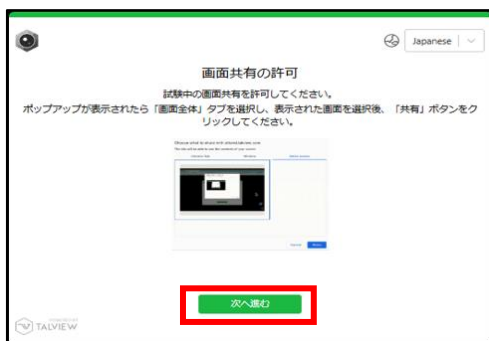 Japanese
画面共有の許可
試験中の画面共有を許可してください。
ポップアップが表示されたら「画面全体」タブを選択し、表示された画面を選択後、「共有」ボタンをク
リックしてください。
次へ進む
TALVIEW